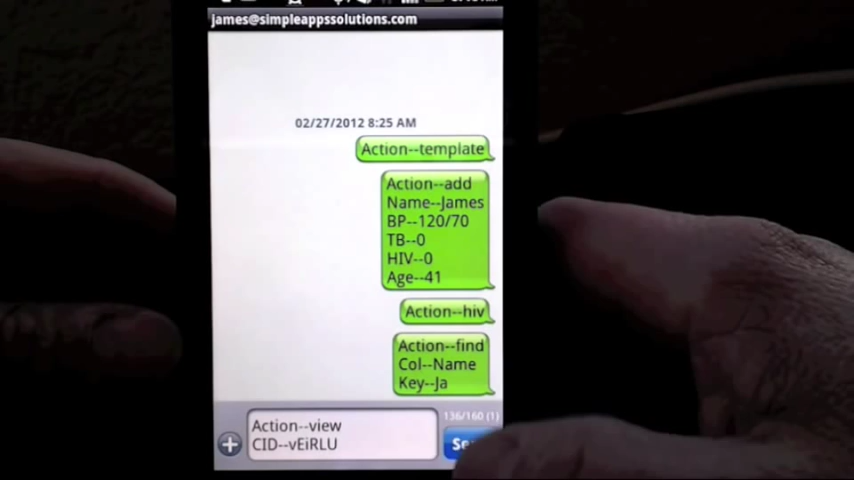 james@simpleappssolutions.com
02/27/2012 8:25 AM
Action--template
Action--add
Name--James
BP--120/70
TB--0
HIV--0
Age--41
Action--hiv
Action--find
Col--Name
Key--Ja
136/160 (1)
Action--view
CID--vEiRLU